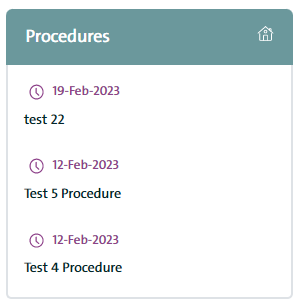 Procedures
19-Feb-2023
test 22
12-Feb-2023
Test 5 Procedure
12-Feb-2023
Test 4 Procedure